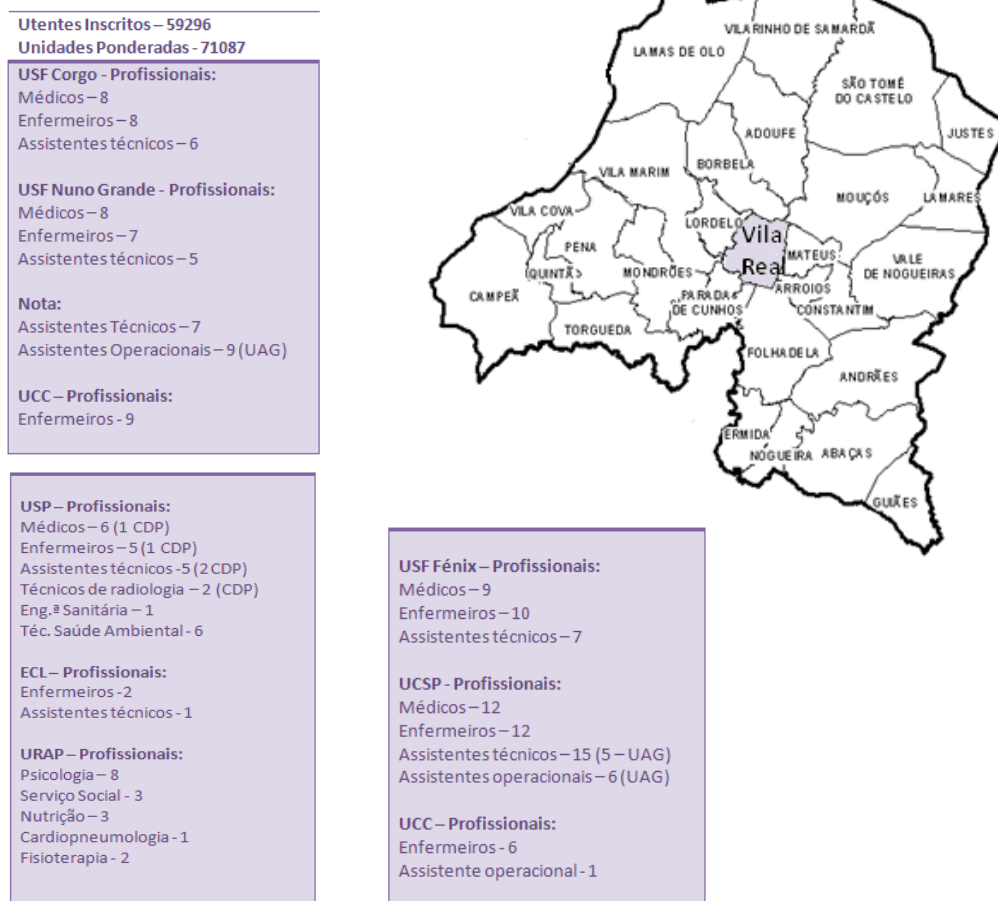 Utentes Inscritos – 59296
Unidades Ponderadas - 71087
USF Corgo - Profissionais:
Médicos – 8
Enfermeiros – 8
Assistentes técnicos – 6
USF Nuno Grande - Profissionais:
Médicos – 8
Enfermeiros – 7
Assistentes técnicos – 5
Nota:
Assistentes Técnicos – 7
Assistentes Operacionais – 9 (UAG)
UCC – Profissionais:
Enfermeiros - 9
USP – Profissionais:
Médicos – 6 (1 CDP)
Enfermeiros – 5 (1 CDP)
Assistentes técnicos -5 (2 CDP)
Técnicos de radiologia – 2 (CDP)
Eng.ª Sanitária – 1
Téc. Saúde Ambiental - 6
ECL – Profissionais:
Enfermeiros -2
Assistentes técnicos - 1
URAP – Profissionais:
Psicologia – 8
Serviço Social - 3
Nutrição – 3
Cardiopneumologia - 1
Fisioterapia - 2
USF Fénix – Profissionais:
Médicos – 9
Enfermeiros – 10
Assistentes técnicos – 7
UCSP - Profissionais:
Médicos – 12
Enfermeiros – 12
Assistentes técnicos – 15 (5 – UAG)
Assistentes operacionais – 6 (UAG)
UCC – Profissionais:
Enfermeiros - 6
Assistente operacional - 1
VILARINHO DE SAMARDÃ
LAMAS DE OLO
SÃO TOMÉ
DO CASTELO
ADOUFE
JUSTES
BORBELA
VILA MARIM
MOUÇÓS
LAMARES
VILA COVA
LORDELO
Vila
Real
PENA
MATEUS
VALE
DE NOGUEIRAS
QUINTÃ
MONDRÕES
ARROIOS
CAMPEÃ
PARADA
DE CUNHOS
CONSTANTIM
TORGUEDA
FOLHADELA
ANDRÃES
ERMIDA
NOGUEIRA
ABAÇAS
GUIÃES